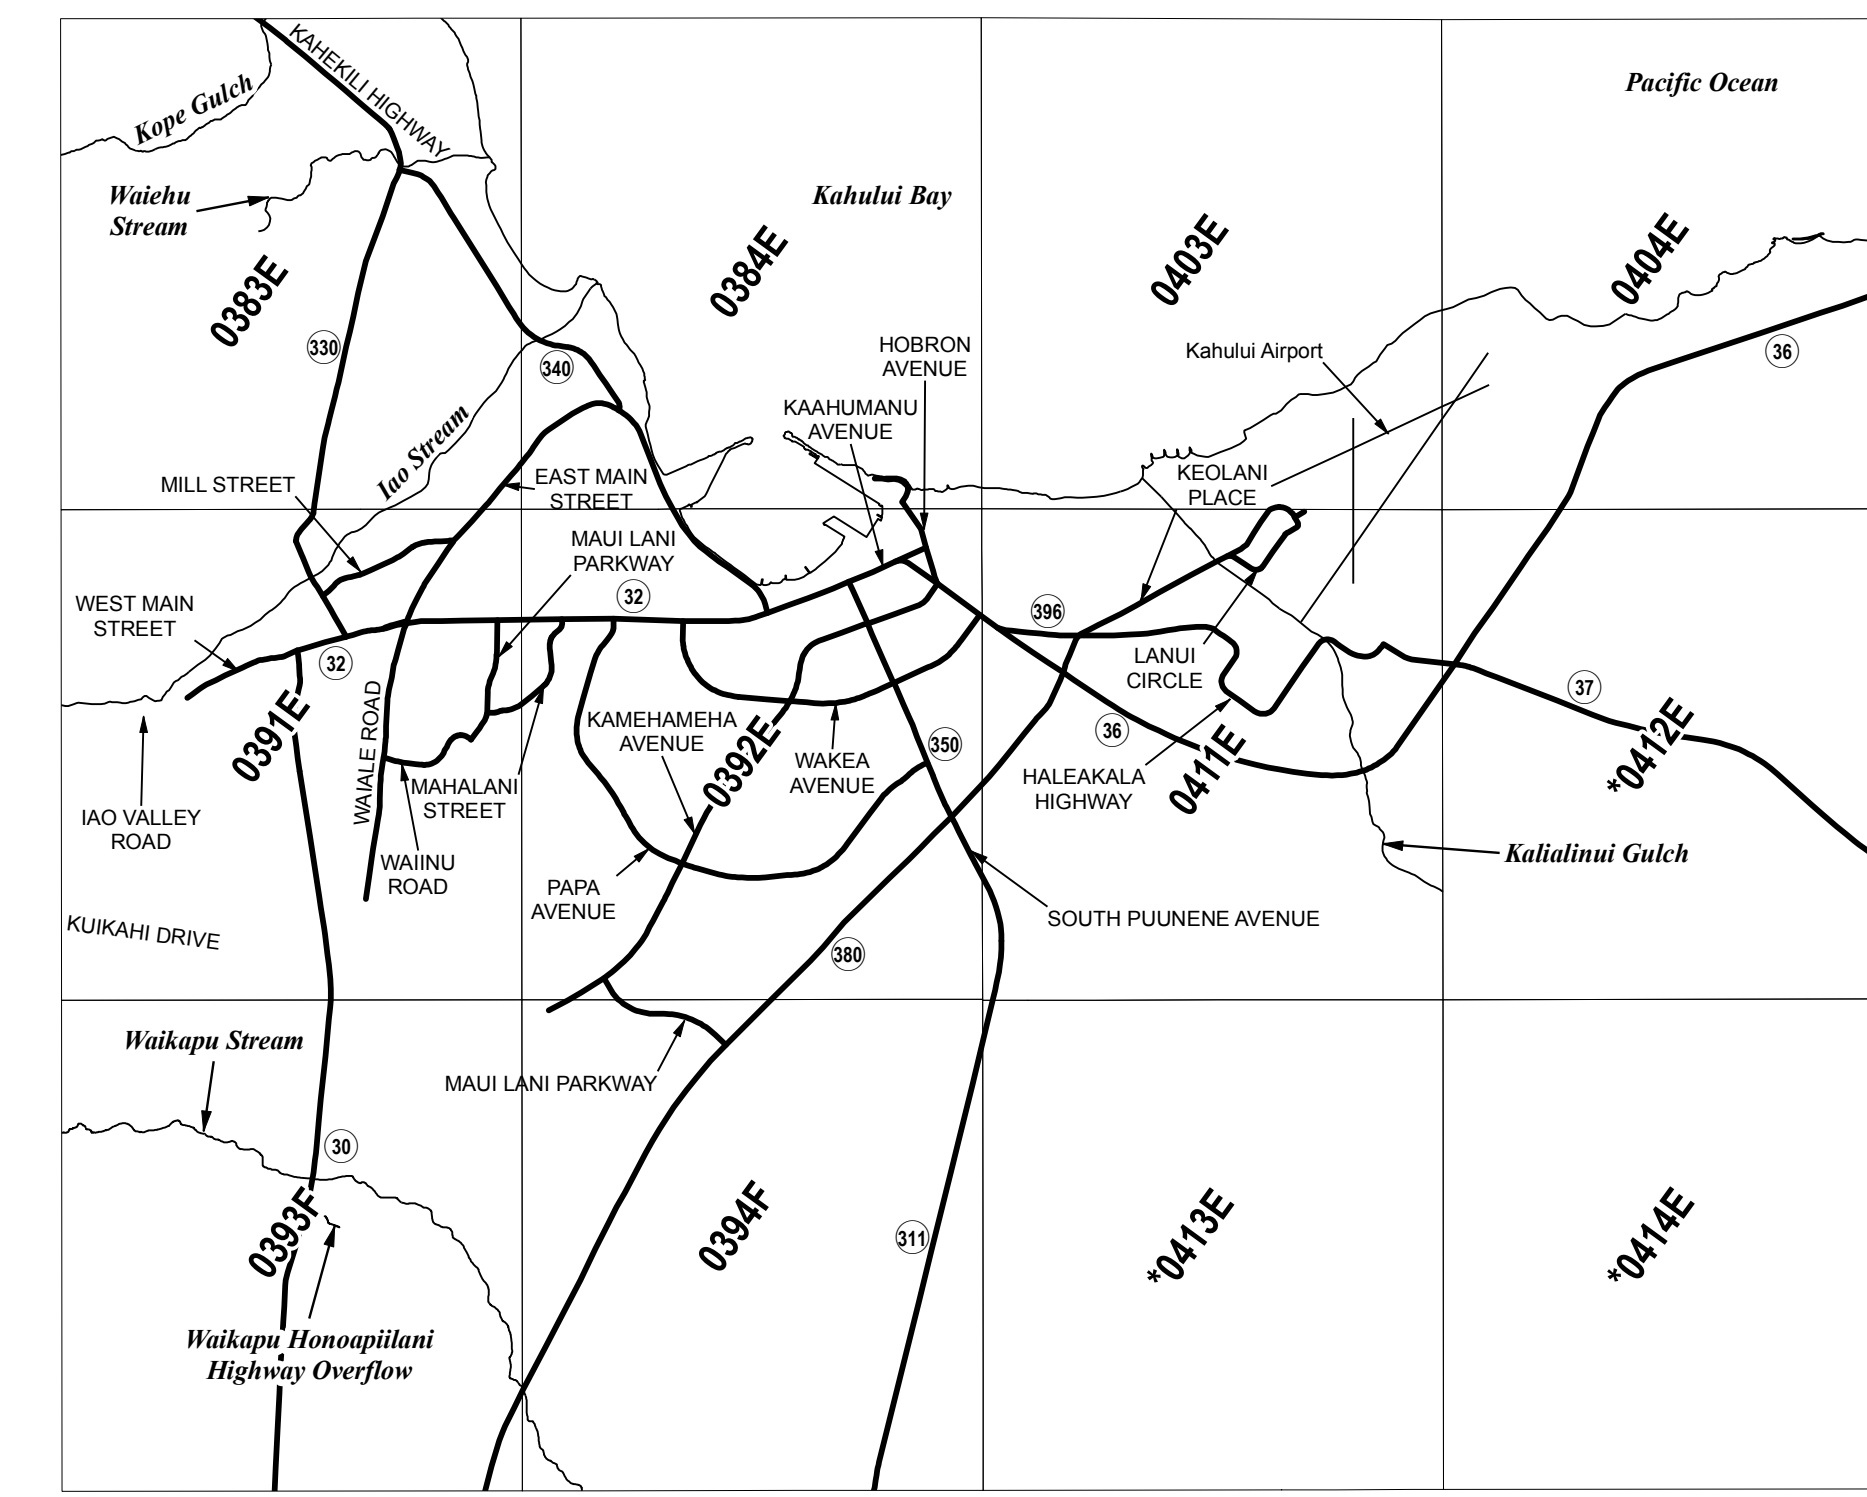 KAHEKILI HIGHWAY
Pacific Ocean
Kope Gulch
Waiehu
Stream
Kahului Bay
0383E
0384E
0403E
0404E
330
340
36
Kahului Airport
HOBRON
AVENUE
KAAHUMANU
AVENUE
Iao Stream
MILL STREET
EAST MAIN
STREET
KEOLANI
PLACE
MAUI LANI
PARKWAY
WEST MAIN
STREET
32
32
396
LANUI
CIRCLE
37
0391E
WAIALE ROAD
KAMEHAMEHA
AVENUE
0392E
WAKEA
AVENUE
350
36
HALEAKALA
HIGHWAY
0411E
*0412E
IAO VALLEY
ROAD
MAHALANI
STREET
WAIINU
ROAD
PAPA
AVENUE
Kalialinui Gulch
SOUTH PUUNENE AVENUE
KUIKAHI DRIVE
380
Waikapu Stream
MAUI LANI PARKWAY
30
0393F
0394F
311
*0413E
*0414E
Waikapu Honoapiilani
Highway Overflow